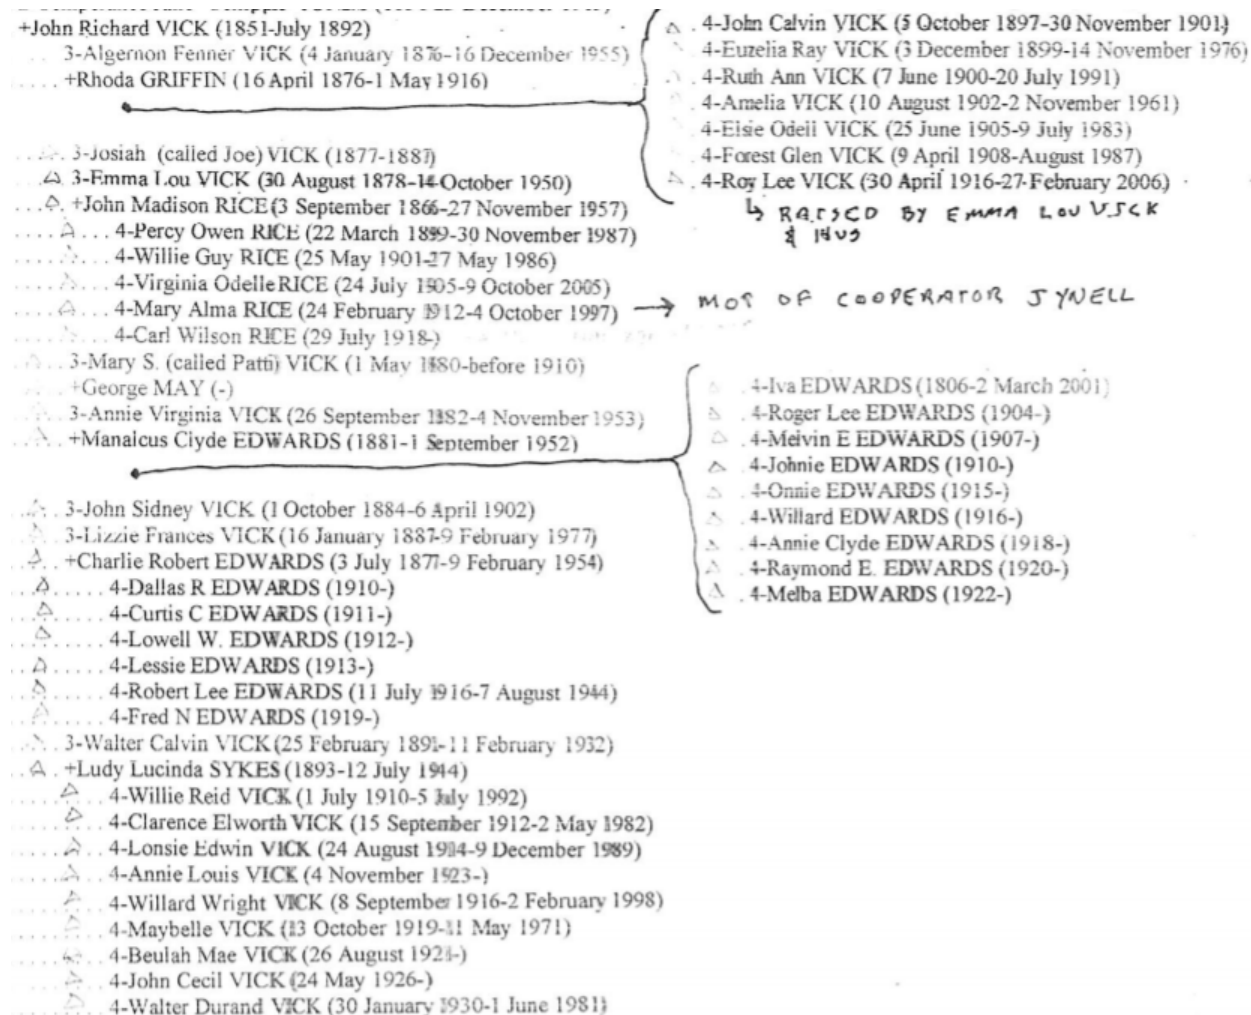 +John Richard VICK (1851-July 1892)
3-Algernon Fenner VICK (4 January 1876-16 December 1955)
+Rhoda GRIFFIN (16 April 1876-1 May 1916)
4-John Calvin VICK (5 October 1897-30 November 1901)
4-Euzelia Ray VICK (3 December 1899-14 November 1976)
4-Ruth Ann VICK (7 June 1900-20 July 1991)
4-Amelia VICK (10 August 1902-2 November 1961)
4-Elsie Odell VICK (25 June 1905-9 July 1983)
4-Forest Glen VICK (9 April 1908-August 1987)
4-Roy Lee VICK (30 April 1916-27 February 2006)
↳ RAISED BY EMMA LOU VICK
& HUS
3-Josiah (called Joe) VICK (1877-1887)
3-Emma Lou VICK (30 August 1878-14 October 1950)
+John Madison RICE (3 September 1866-27 November 1957)
4-Percy Owen RICE (22 March 1899-30 November 1987)
4-Willie Guy RICE (25 May 1901-27 May 1986)
4-Virginia Odelle RICE (24 July 1905-9 October 2005)
4-Mary Alma RICE (24 February 1912-4 October 1997) → MOT OF COOPERATOR JYNELL
4-Carl Wilson RICE (29 July 1918-)
3-Mary S. (called Patti) VICK (1 May 1880-before 1910)
+George MAY (-)
3-Annie Virginia VICK (26 September 1882-4 November 1953)
+Manalcus Clyde EDWARDS (1881-1 September 1952)
4-Iva EDWARDS (1806-2 March 2001)
4-Roger Lee EDWARDS (1904-)
4-Melvin E EDWARDS (1907-)
4-Johnie EDWARDS (1910-)
4-Onnie EDWARDS (1915-)
4-Willard EDWARDS (1916-)
4-Annie Clyde EDWARDS (1918-)
4-Raymond E. EDWARDS (1920-)
4-Melba EDWARDS (1922-)
3-John Sidney VICK (1 October 1884-6 April 1902)
3-Lizzie Frances VICK (16 January 1887-9 February 1977)
+Charlie Robert EDWARDS (3 July 1877-9 February 1954)
4-Dallas R EDWARDS (1910-)
4-Curtis C EDWARDS (1911-)
4-Lowell W. EDWARDS (1912-)
4-Lessie EDWARDS (1913-)
4-Robert Lee EDWARDS (11 July 1916-7 August 1944)
4-Fred N EDWARDS (1919-)
3-Walter Calvin VICK (25 February 1891-11 February 1932)
+Ludy Lucinda SYKES (1893-12 July 1944)
4-Willie Reid VICK (1 July 1910-5 July 1992)
4-Clarence Elworth VICK (15 September 1912-2 May 1982)
4-Lonsie Edwin VICK (24 August 1914-9 December 1989)
4-Annie Louis VICK (4 November 1923-)
4-Willard Wright VICK (8 September 1916-2 February 1998)
4-Maybelle VICK (13 October 1919-11 May 1971)
4-Beulah Mae VICK (26 August 1921-)
4-John Cecil VICK (24 May 1926-)
4-Walter Durand VICK (30 January 1930-1 June 1981)